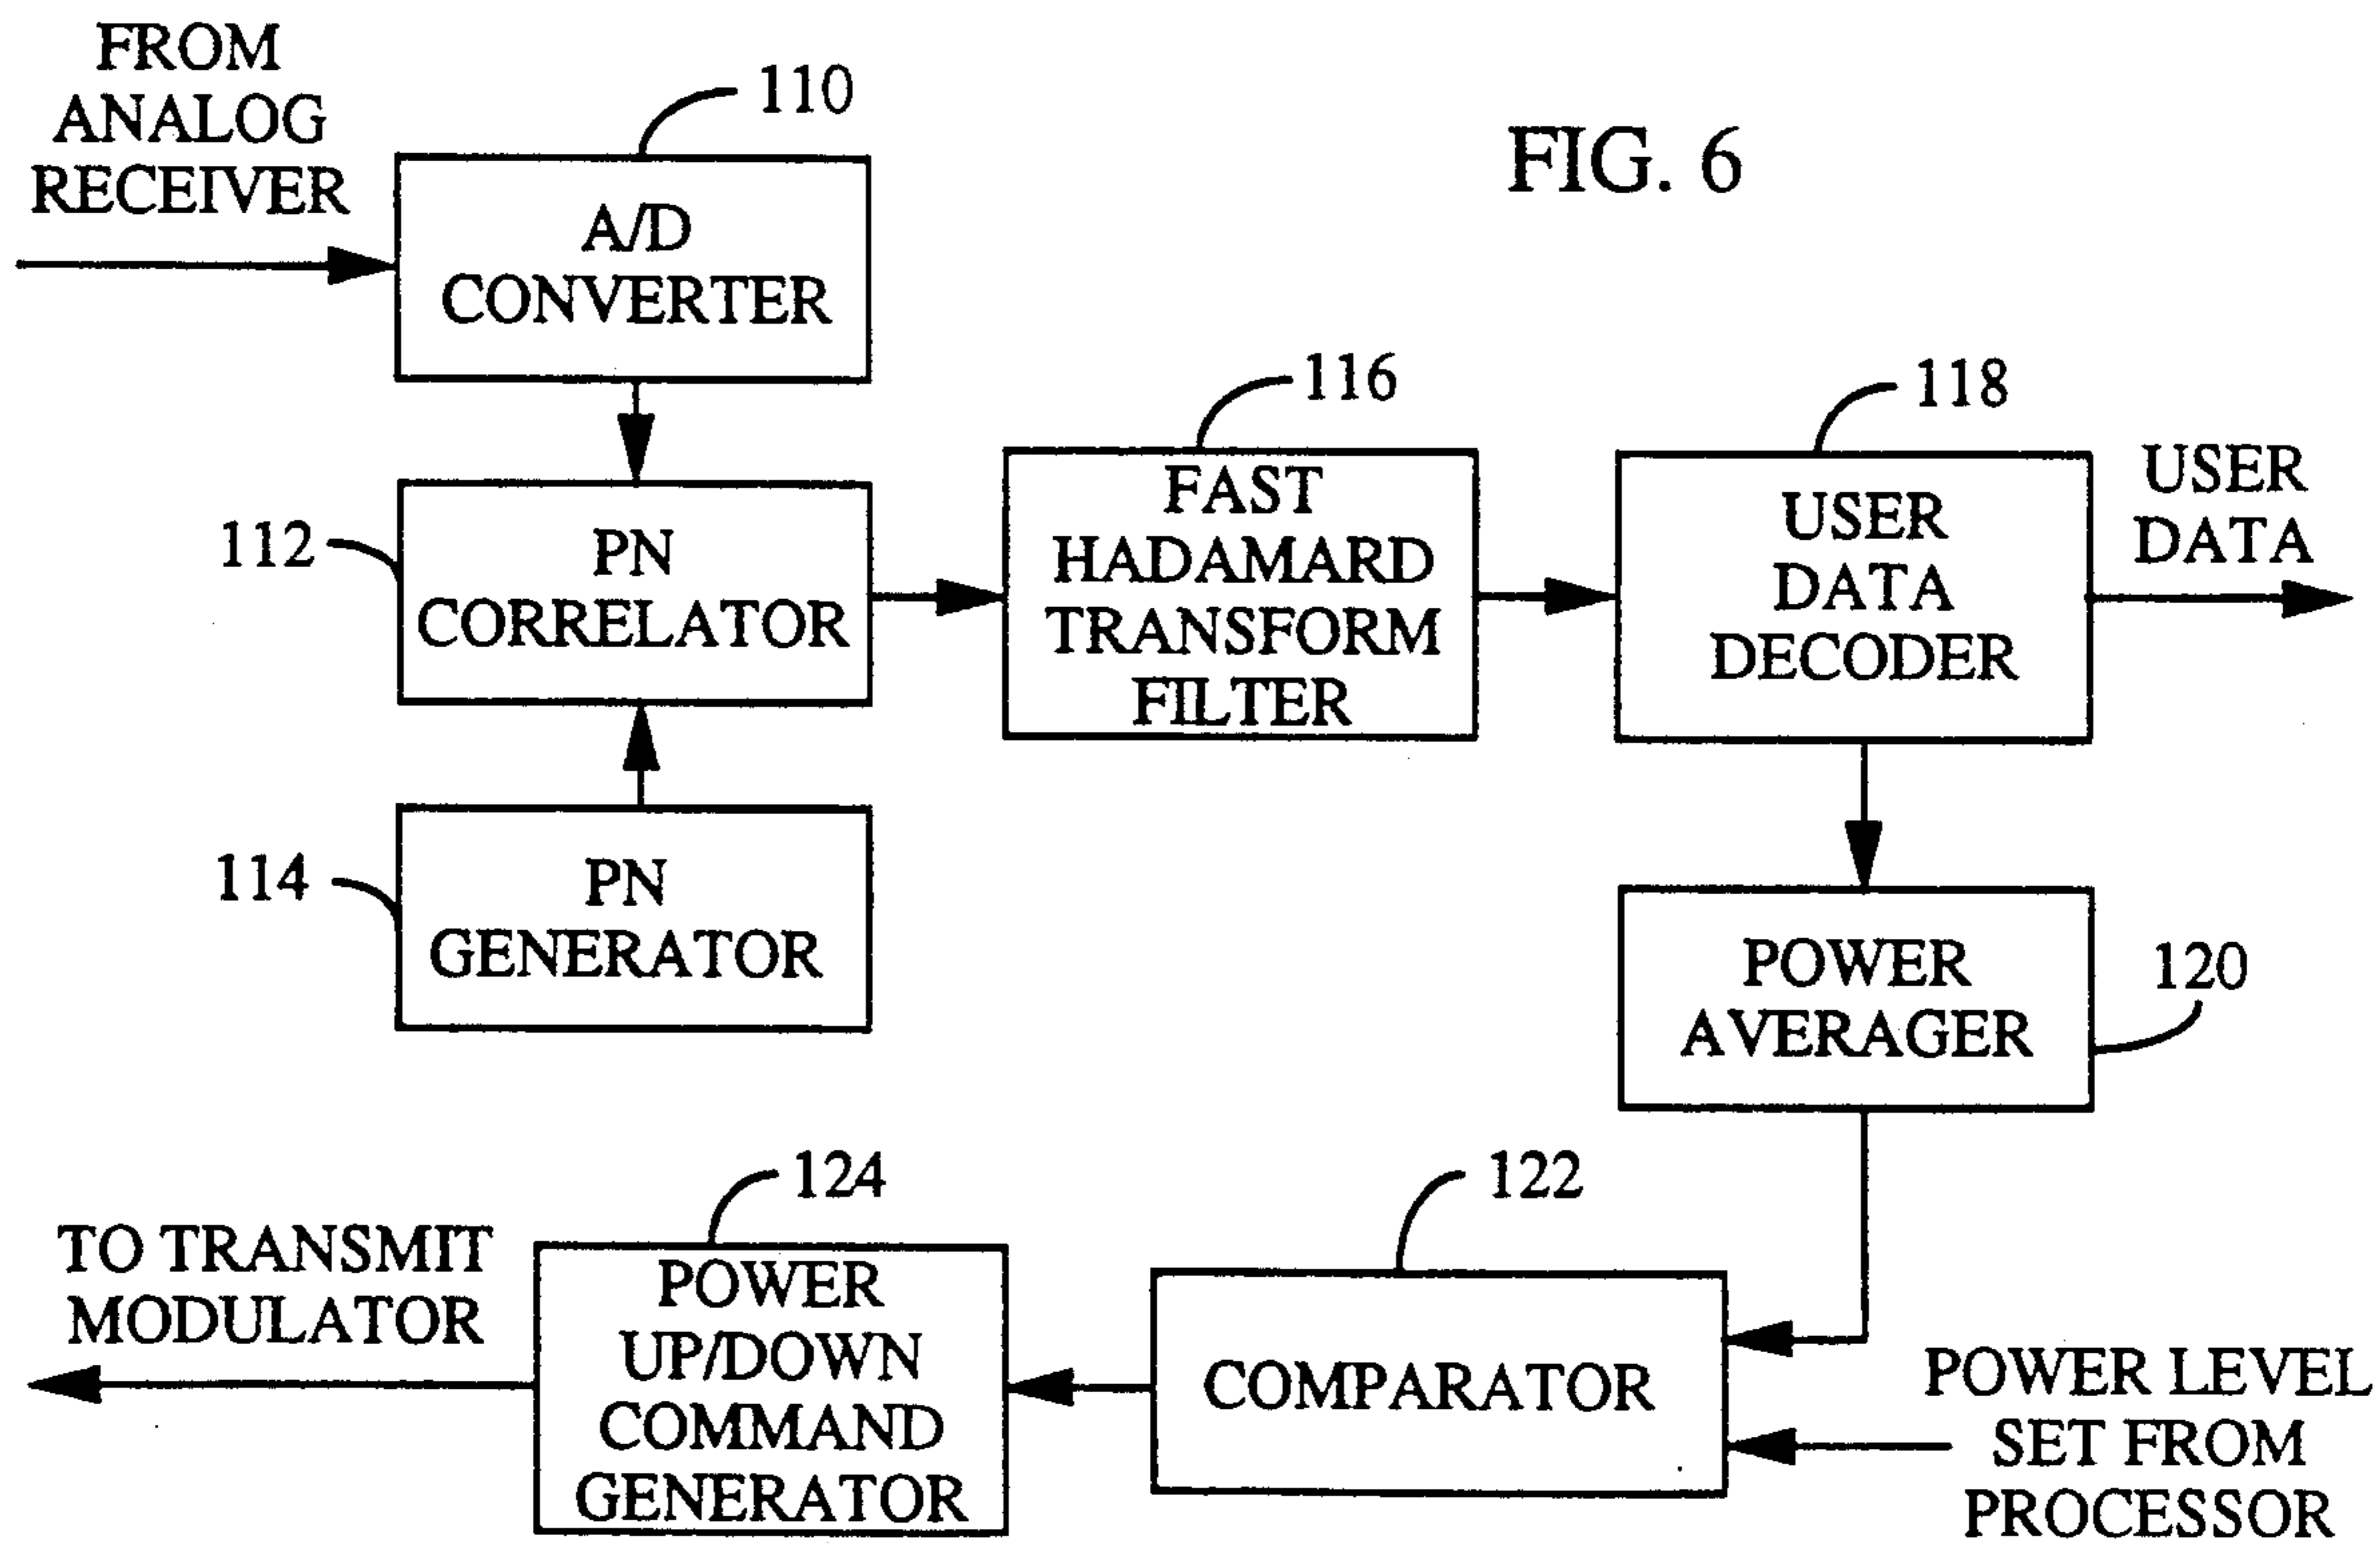 FROM
ANALOG
RECEIVER
110
FIG. 6
A/D
CONVERTER
116
118
112
PN
CORRELATOR
FAST
HADAMARD
TRANSFORM
FILTER
USER
DATA
DECODER
USER
DATA
114
PN
GENERATOR
POWER
AVERAGER
120
124
122
TO TRANSMIT
MODULATOR
POWER
UP/DOWN
COMMAND
GENERATOR
COMPARATOR
POWER LEVEL
SET FROM
PROCESSOR